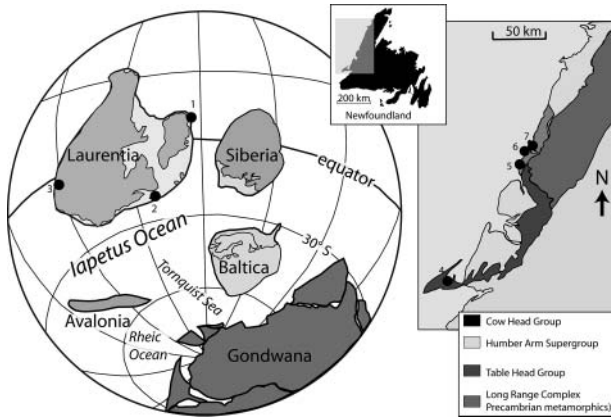 1
Laurentia
Siberia
3
2
equator
Iapetus Ocean
30° S
Baltica
Tornquist Sea
Avalonia
Rheic
Ocean
Gondwana
200 km
Newfoundland
50 km
7
6
5
N
4
Cow Head Group
Humber Arm Supergroup
Table Head Group
Long Range Complex
Precambrian metamorphics)